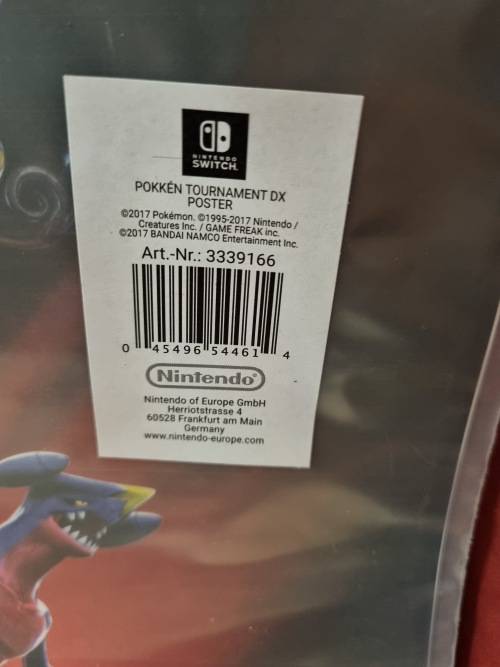 NINTENDO
SWITCH
POKKÉN TOURNAMENT DX
POSTER
©2017 Pokémon. ©1995-2017 Nintendo /
Creatures Inc. / GAME FREAK inc.
©2017 BANDAI NAMCO Entertainment Inc.
Art.-Nr.: 3339166
0 45496 54461 4
Nintendo®
Nintendo of Europe GmbH
Herriotstrasse 4
60528 Frankfurt am Main
Germany
www.nintendo-europe.com